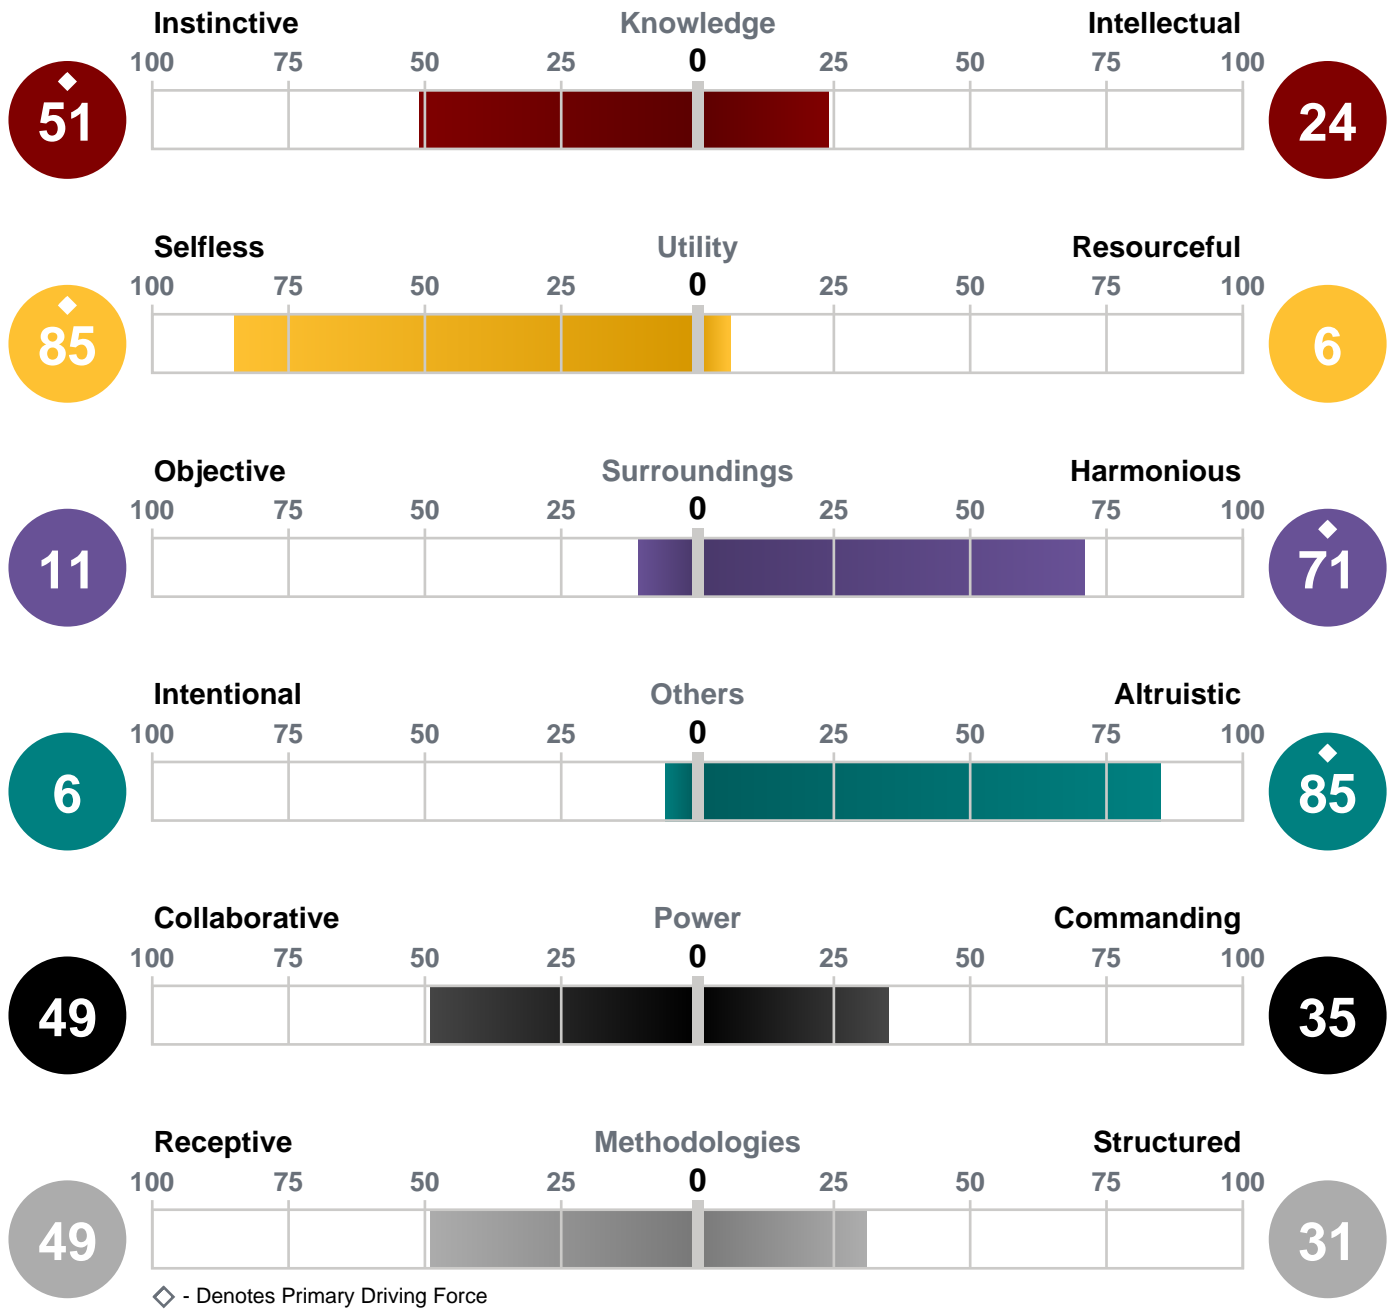 Instinctive Knowledge Intellectual
100 75 50 25 0 25 50 75 100
51 24
Selfless Utility Resourceful
100 75 50 25 0 25 50 75 100
85 6
Objective Surroundings Harmonious
100 75 50 25 0 25 50 75 100
11 71
Intentional Others Altruistic
100 75 50 25 0 25 50 75 100
6 85
Collaborative Power Commanding
100 75 50 25 0 25 50 75 100
49 35
Receptive Methodologies Structured
100 75 50 25 0 25 50 75 100
49 31
- Denotes Primary Driving Force